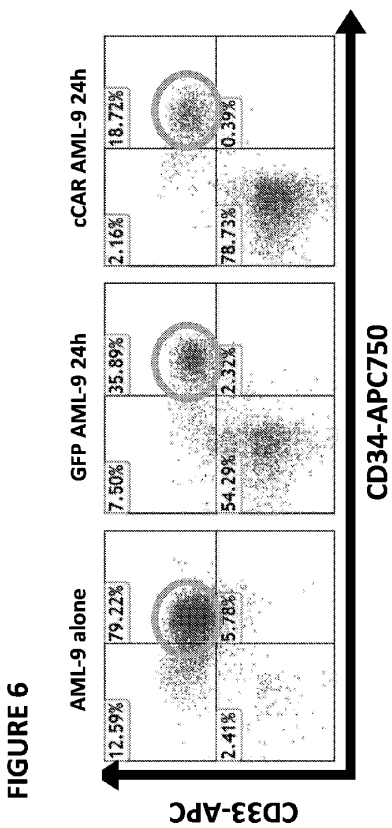 FIGURE 6
AML-9 alone
GFP AML-9 24h
cCAR AML-9 24h
12.59%
79.22%
7.50%
35.89%
2.16%
18.72%
2.41%
5.78%
54.29%
2.32%
78.73%
0.39%
CD33-APC
CD34-APC750